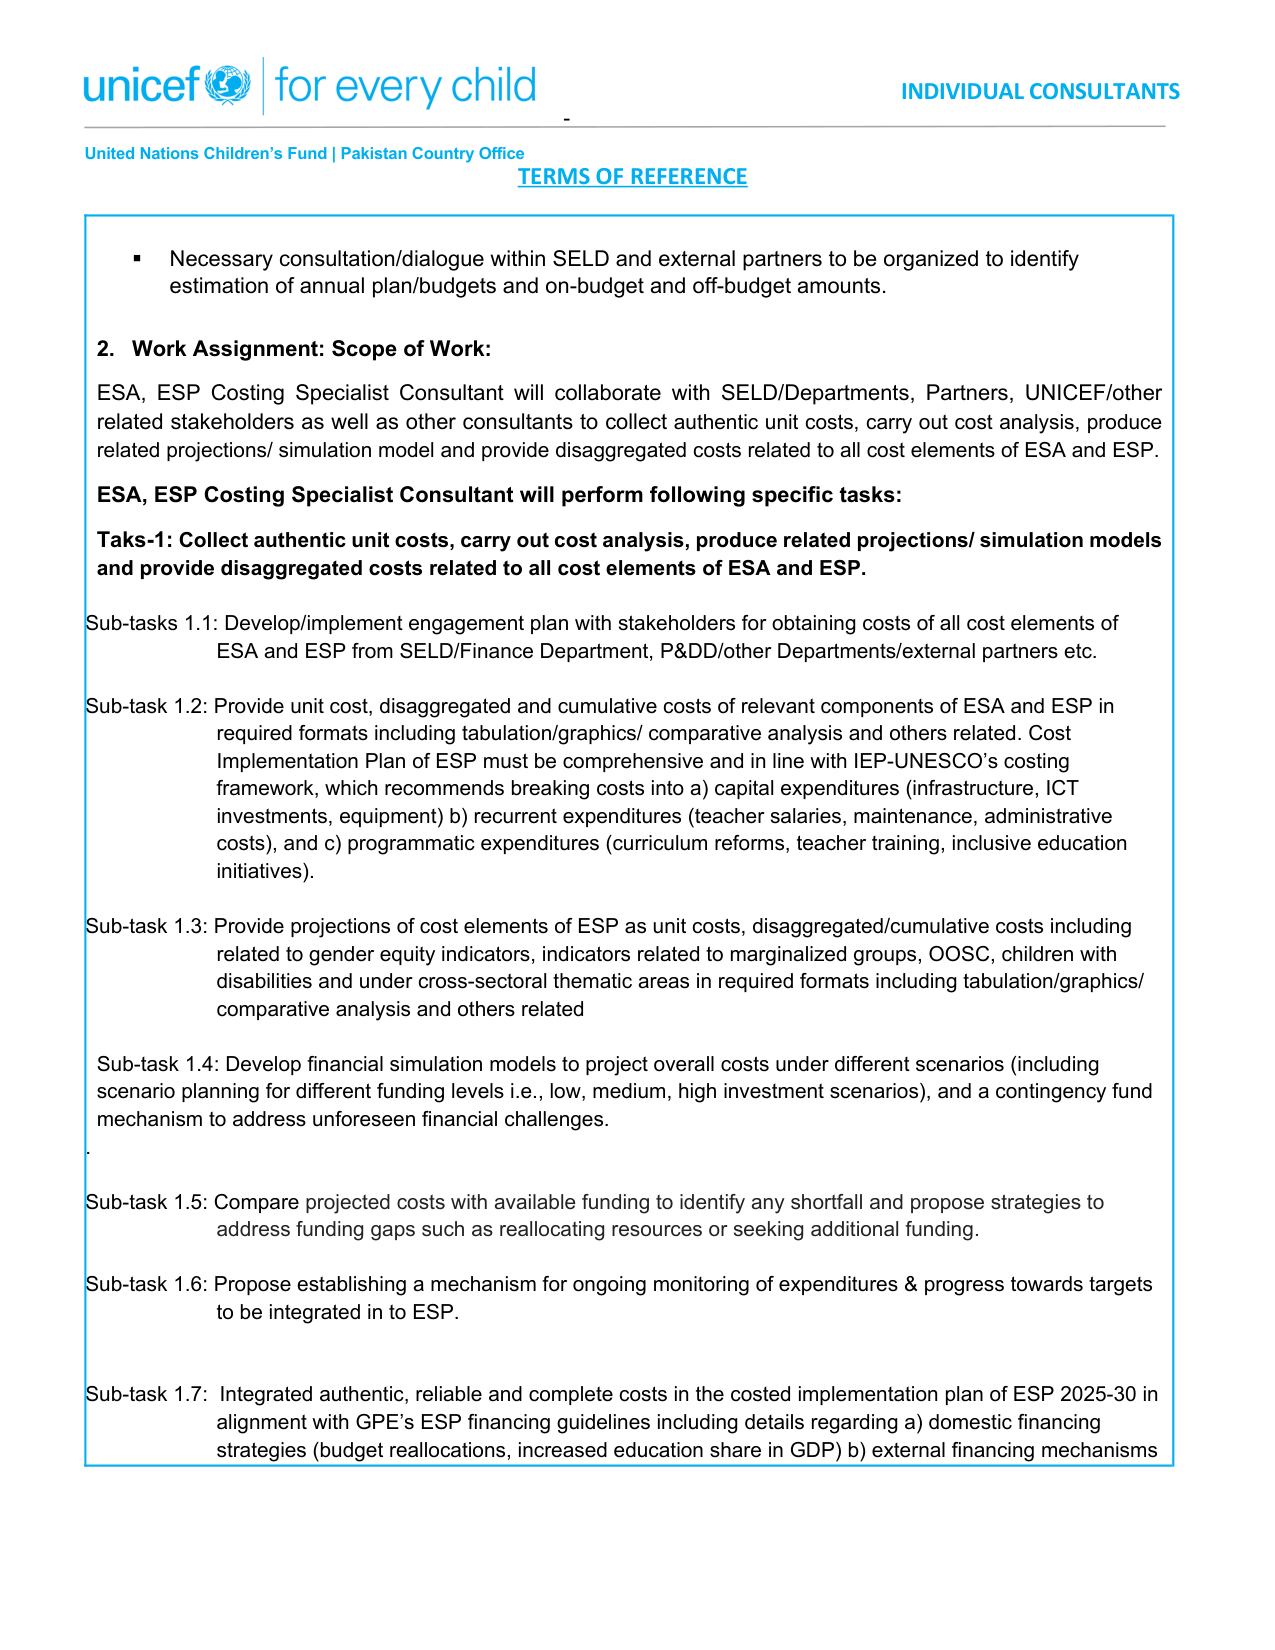 unicef | for every child
INDIVIDUAL CONSULTANTS
-
United Nations Children’s Fund | Pakistan Country Office
TERMS OF REFERENCE
▪ Necessary consultation/dialogue within SELD and external partners to be organized to identify
estimation of annual plan/budgets and on-budget and off-budget amounts.
2. Work Assignment: Scope of Work:
ESA, ESP Costing Specialist Consultant will collaborate with SELD/Departments, Partners, UNICEF/other
related stakeholders as well as other consultants to collect authentic unit costs, carry out cost analysis, produce
related projections/ simulation model and provide disaggregated costs related to all cost elements of ESA and ESP.
ESA, ESP Costing Specialist Consultant will perform following specific tasks:
Taks-1: Collect authentic unit costs, carry out cost analysis, produce related projections/ simulation models
and provide disaggregated costs related to all cost elements of ESA and ESP.
Sub-tasks 1.1: Develop/implement engagement plan with stakeholders for obtaining costs of all cost elements of
ESA and ESP from SELD/Finance Department, P&DD/other Departments/external partners etc.
Sub-task 1.2: Provide unit cost, disaggregated and cumulative costs of relevant components of ESA and ESP in
required formats including tabulation/graphics/ comparative analysis and others related. Cost
Implementation Plan of ESP must be comprehensive and in line with IEP-UNESCO’s costing
framework, which recommends breaking costs into a) capital expenditures (infrastructure, ICT
investments, equipment) b) recurrent expenditures (teacher salaries, maintenance, administrative
costs), and c) programmatic expenditures (curriculum reforms, teacher training, inclusive education
initiatives).
Sub-task 1.3: Provide projections of cost elements of ESP as unit costs, disaggregated/cumulative costs including
related to gender equity indicators, indicators related to marginalized groups, OOSC, children with
disabilities and under cross-sectoral thematic areas in required formats including tabulation/graphics/
comparative analysis and others related
Sub-task 1.4: Develop financial simulation models to project overall costs under different scenarios (including
scenario planning for different funding levels i.e., low, medium, high investment scenarios), and a contingency fund
mechanism to address unforeseen financial challenges.
.
Sub-task 1.5: Compare projected costs with available funding to identify any shortfall and propose strategies to
address funding gaps such as reallocating resources or seeking additional funding.
Sub-task 1.6: Propose establishing a mechanism for ongoing monitoring of expenditures & progress towards targets
to be integrated in to ESP.
Sub-task 1.7: Integrated authentic, reliable and complete costs in the costed implementation plan of ESP 2025-30 in
alignment with GPE’s ESP financing guidelines including details regarding a) domestic financing
strategies (budget reallocations, increased education share in GDP) b) external financing mechanisms